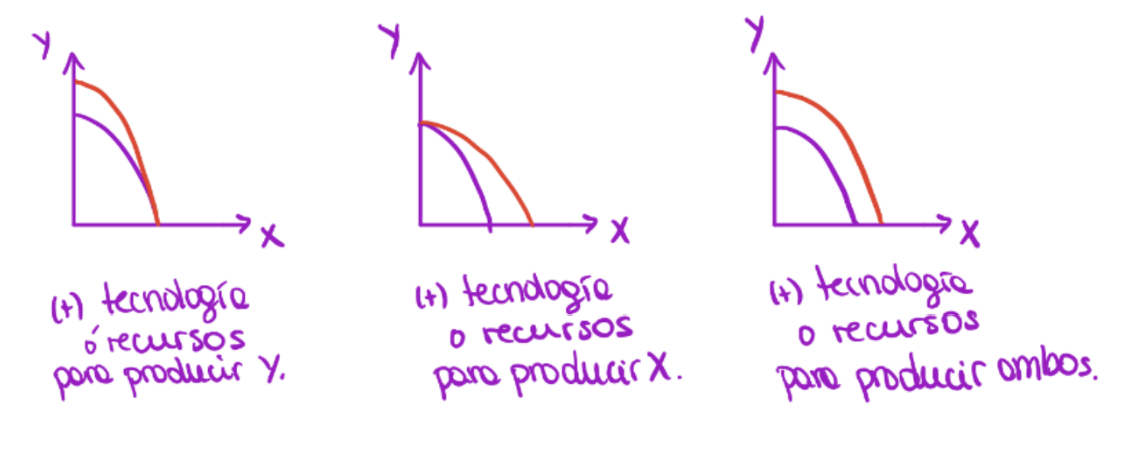 Y
X
(+) tecnología
ó recursos
para producir Y.
Y
X
(+) tecnología
o recursos
para producir X.
Y
X
(+) tecnología
o recursos
para producir ambos.